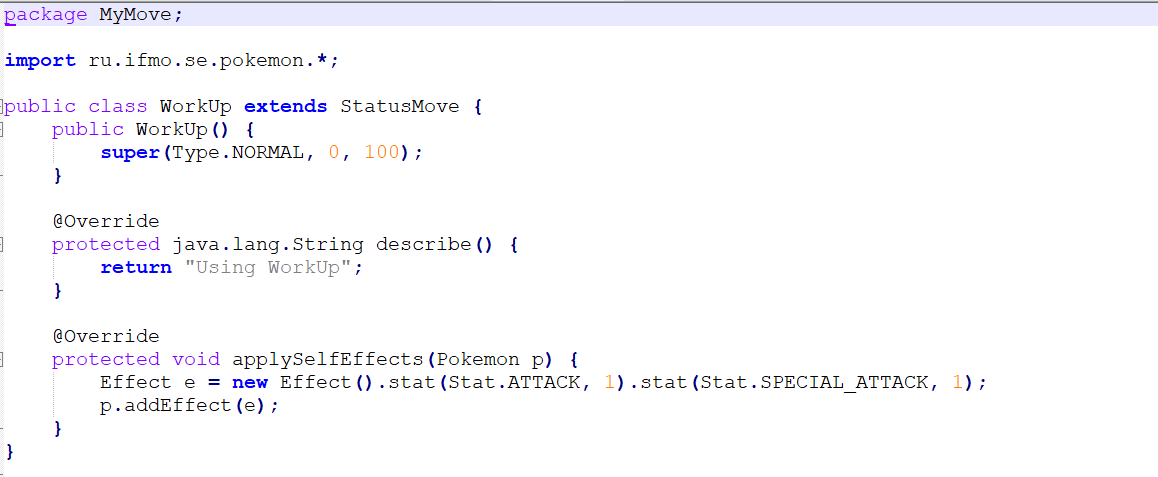 package MyMove;
import ru.ifmo.se.pokemon.*;
public class WorkUp extends StatusMove {
    public WorkUp() {
        super(Type.NORMAL, 0, 100);
    }
    @Override
    protected java.lang.String describe() {
        return "Using WorkUp";
    }
    @Override
    protected void applySelfEffects(Pokemon p) {
        Effect e = new Effect().stat(Stat.ATTACK, 1).stat(Stat.SPECIAL_ATTACK, 1);
        p.addEffect(e);
    }
}